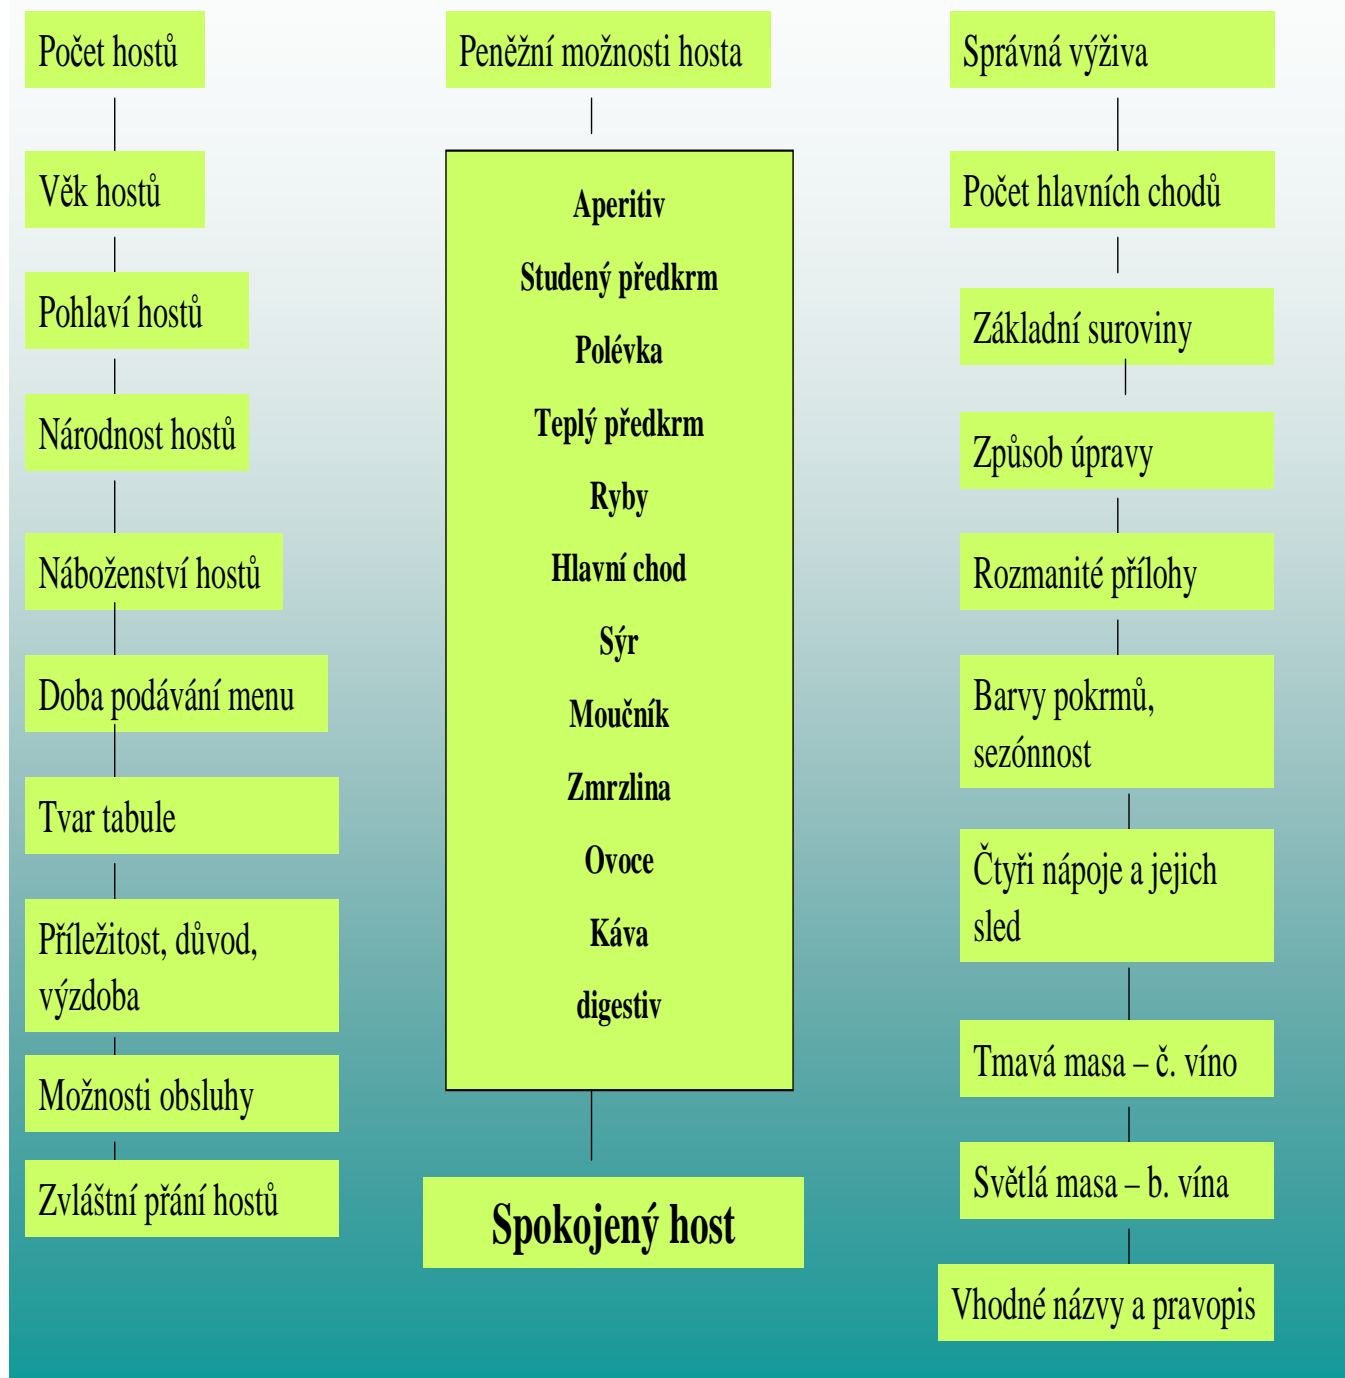 Počet hostů
Věk hostů
Pohlaví hostů
Národnost hostů
Náboženství hostů
Doba podávání menu
Tvar tabule
Příležitost, důvod,
výzdoba
Možnosti obsluhy
Zvláštní přání hostů
Peněžní možnosti hosta
Aperitiv
Studený předkrm
Polévka
Teplý předkrm
Ryby
Hlavní chod
Sýr
Moučník
Zmrzlina
Ovoce
Káva
digestiv
Spokojený host
Správná výživa
Počet hlavních chodů
Základní suroviny
Způsob úpravy
Rozmanité přílohy
Barvy pokrmů,
sezónnost
Čtyři nápoje a jejich
sled
Tmavá masa – č. víno
Světlá masa – b. vína
Vhodné názvy a pravopis